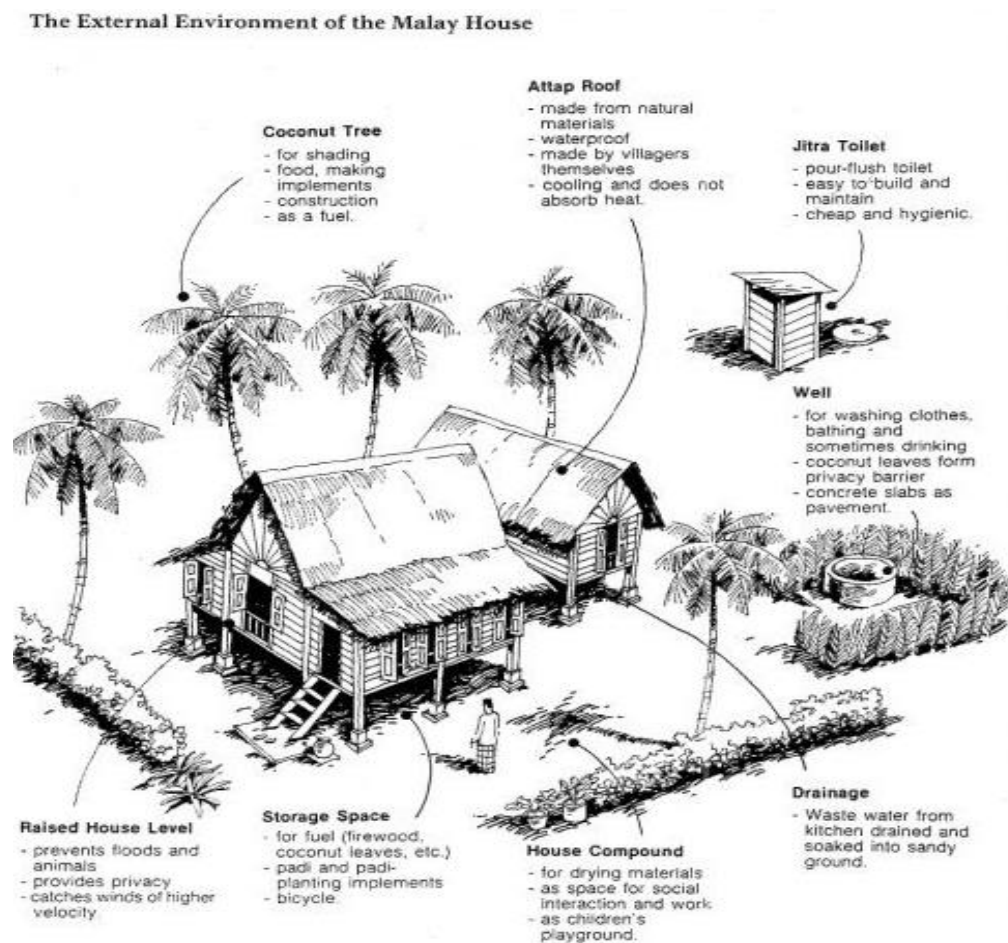 The External Environment of the Malay House
Coconut Tree
- for shading
- food, making
implements
- construction
- as a fuel.
Attap Roof
- made from natural
materials
- waterproof
- made by villagers
themselves
- cooling and does not
absorb heat.
Jitra Toilet
- pour-flush toilet
- easy to build and
maintain
- cheap and hygienic.
Well
- for washing clothes,
bathing and
sometimes drinking
- coconut leaves form
privacy barrier
- concrete slabs as
pavement.
Raised House Level
- prevents floods and
animals
- provides privacy
- catches winds of higher
velocity
Storage Space
- for fuel (firewood,
coconut leaves, etc.)
- padi and padi-
planting implements
- bicycle.
House Compound
- for drying materials
- as space for social
interaction and work
- as children's
playground.
Drainage
- Waste water from
kitchen drained and
soaked into sandy
ground.